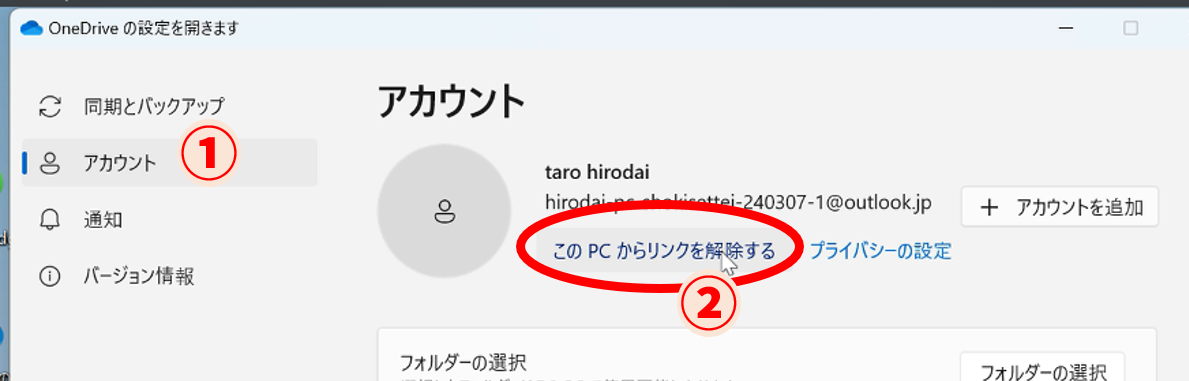 OneDrive の設定を開きます
同期とバックアップ
アカウント
①
通知
バージョン情報
アカウント
taro hirodai
hirodai-pc-shokisettei-240307-1@outlook.jp
＋ アカウントを追加
この PC からリンクを解除する
プライバシーの設定
②
フォルダーの選択
フォルダーの選択